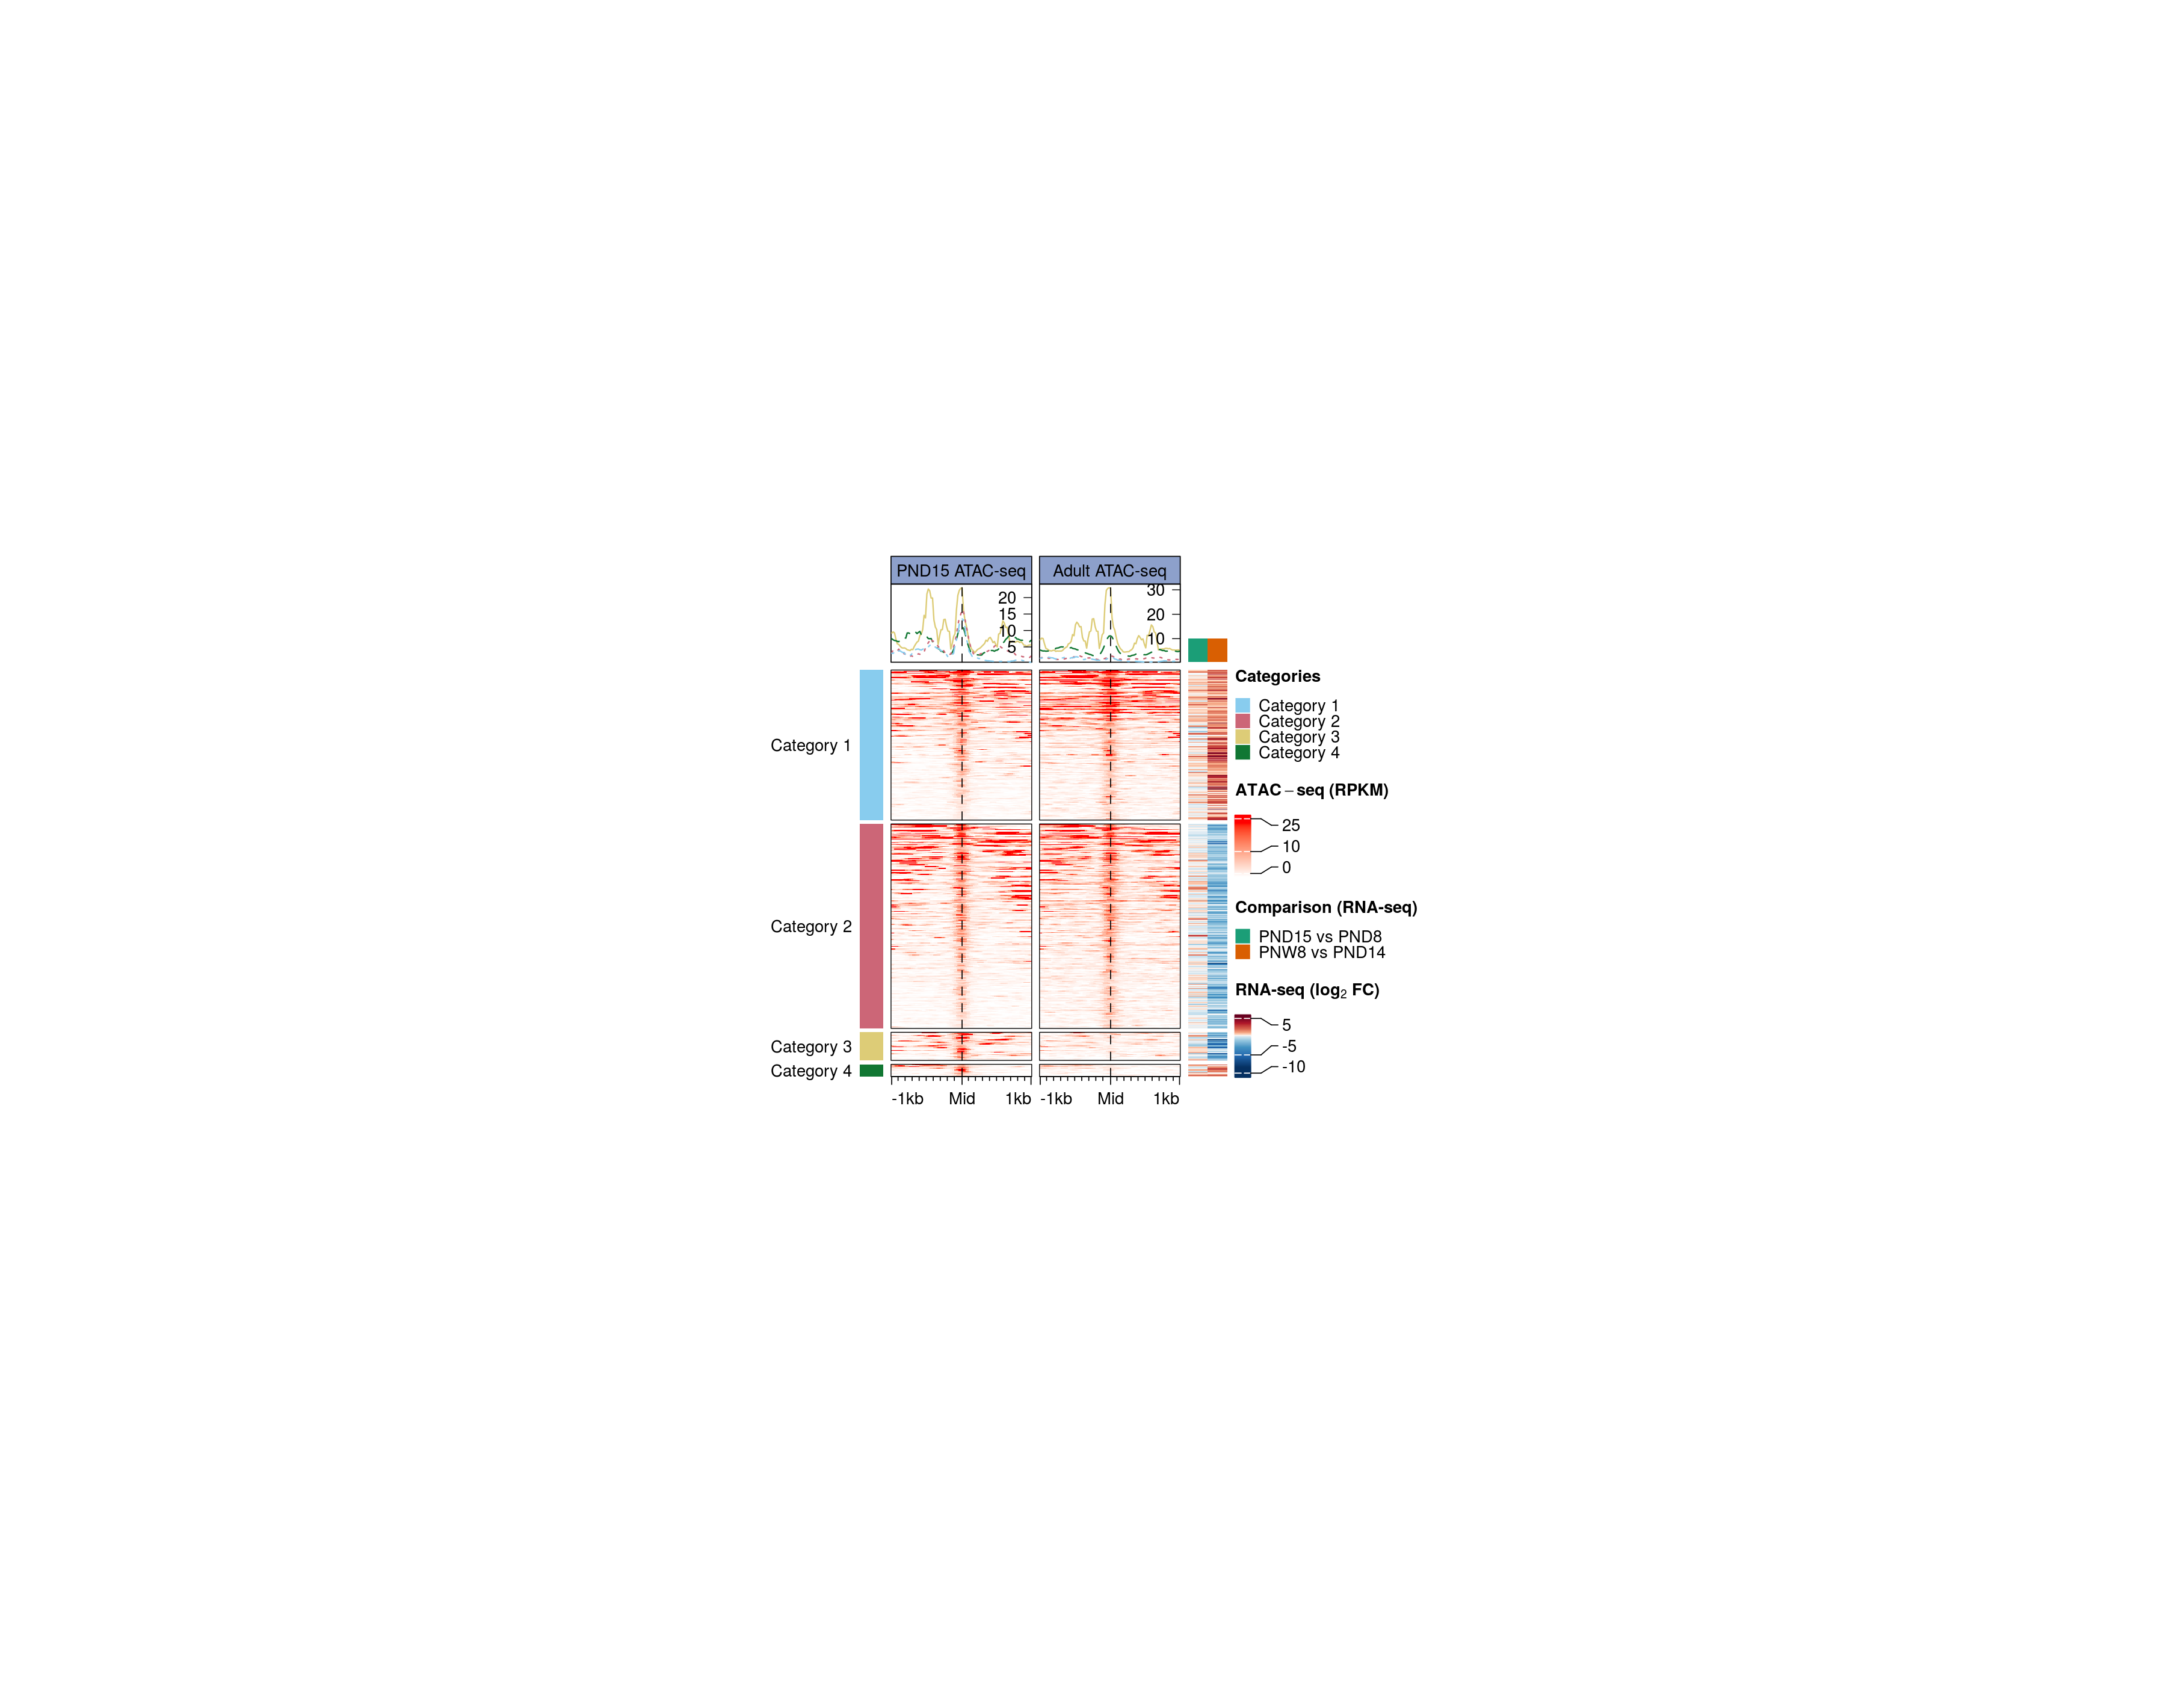 PND15 ATAC-seq
Adult ATAC-seq
20
15
10
5
30
20
10
Category 1
Category 2
Category 3
Category 4
-1kb Mid 1kb
-1kb Mid 1kb
Categories
Category 1
Category 2
Category 3
Category 4
ATAC−seq (RPKM)
25
10
0
Comparison (RNA-seq)
PND15 vs PND8
PNW8 vs PND14
RNA-seq (log₂ FC)
5
-5
-10